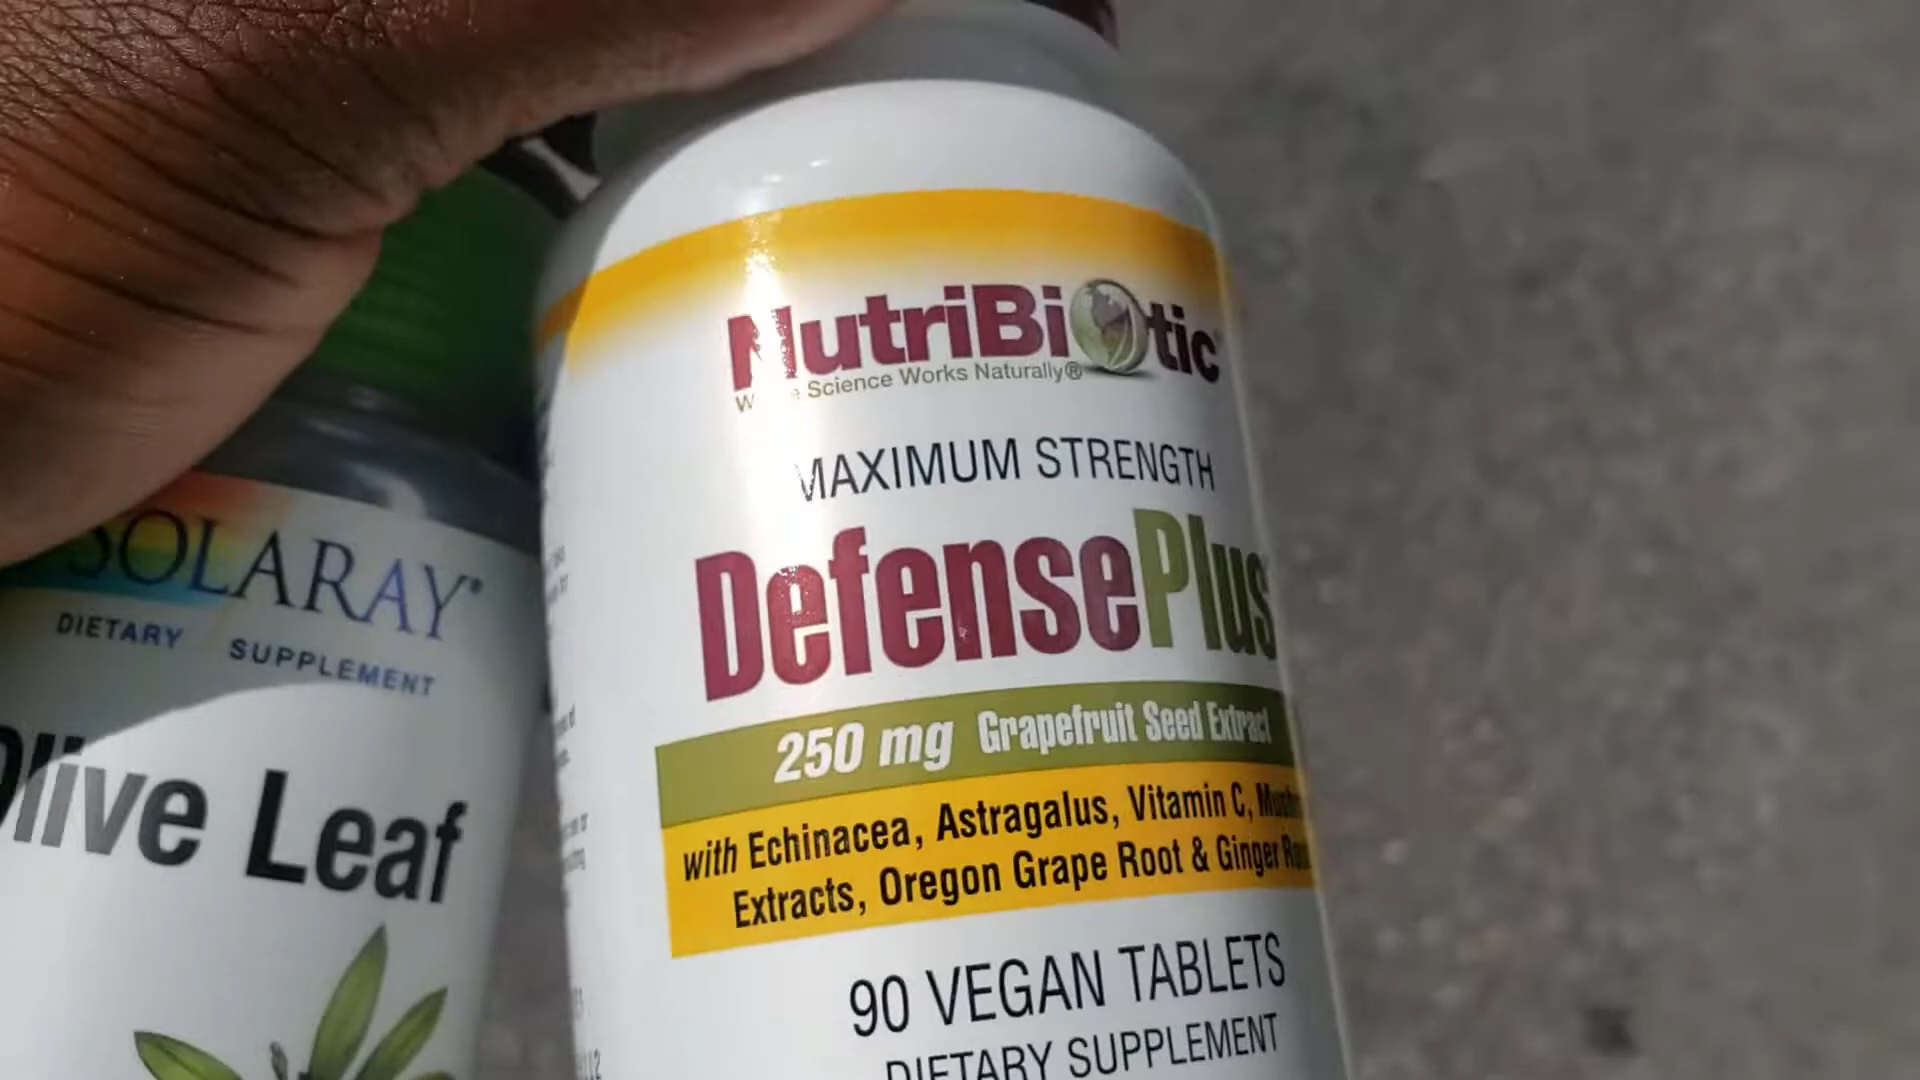 NutriBiotic
Science Works Naturally®
MAXIMUM STRENGTH
DefensePlus
250 mg Grapefruit Seed Extract
with Echinacea, Astragalus, Vitamin C,
Extracts, Oregon Grape Root & Ginger
90 VEGAN TABLETS
DIETARY SUPPLEMENT
SOLARAY®
DIETARY SUPPLEMENT
Olive Leaf